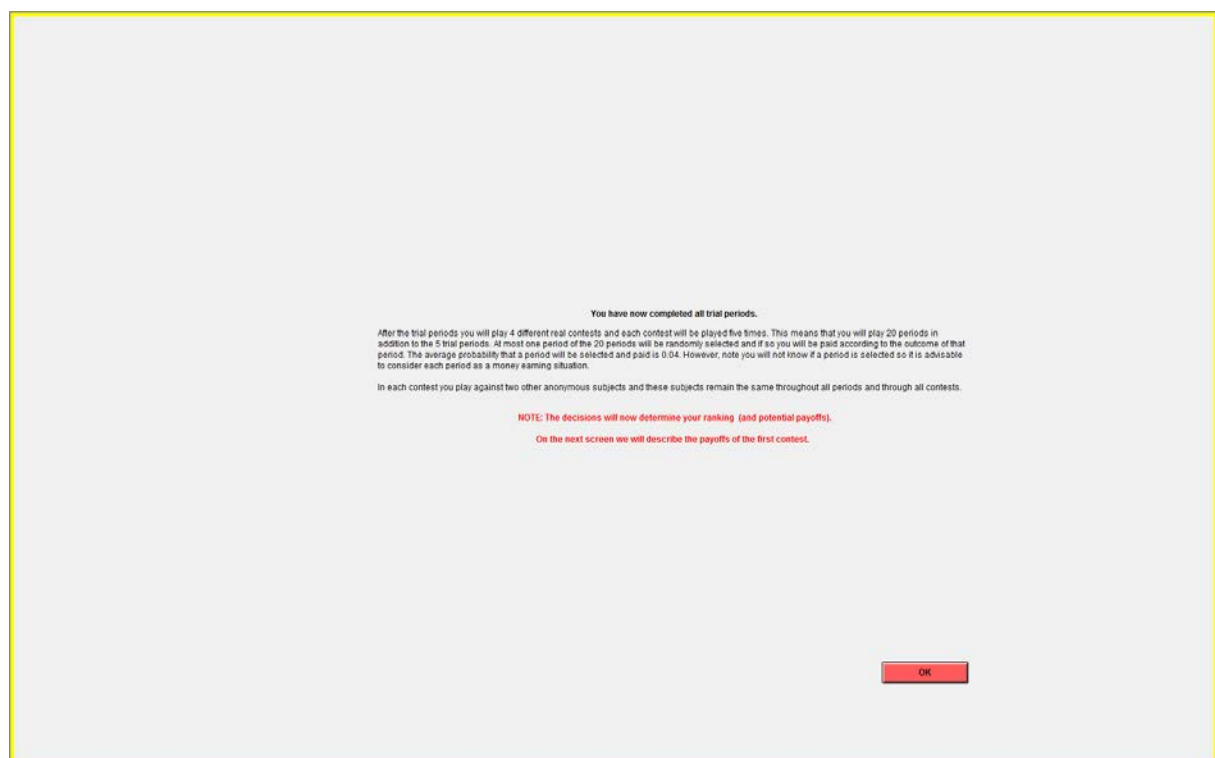 You have now completed all trial periods.
After the trial periods you will play 4 different real contests and each contest will be played five times. This means that you will play 20 periods in
addition to the 5 trial periods. At most one period of the 20 periods will be randomly selected and if so you will be paid according to the outcome of that
period. The average probability that a period will be selected and paid is 0.04. However, note you will not know if a period is selected so it is advisable
to consider each period as a money earning situation.
In each contest you play against two other anonymous subjects and these subjects remain the same throughout all periods and through all contests.
NOTE: The decisions will now determine your ranking (and potential payoffs).
On the next screen we will describe the payoffs of the first contest.
OK